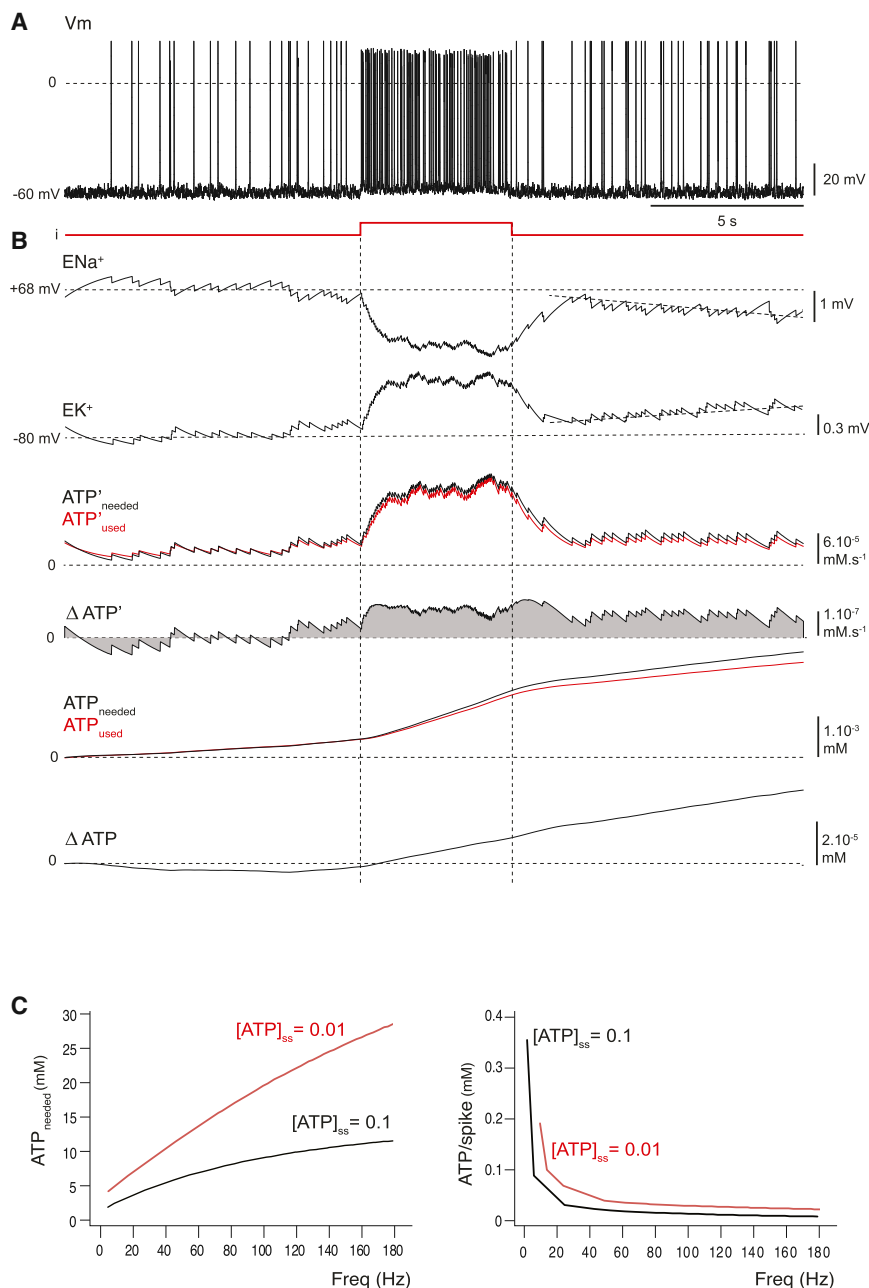 A
Vm
0
-60 mV
20 mV
5 s
i
B
ENa⁺
+68 mV
1 mV
EK⁺
-80 mV
0.3 mV
ATP'needed
ATP'used
0
6.10⁻⁵
mM.s⁻¹
Δ ATP'
0
1.10⁻⁷
mM.s⁻¹
ATPneeded
ATPused
0
1.10⁻³
mM
Δ ATP
0
2.10⁻⁵
mM
C
ATPneeded (mM)
30
25
20
15
10
5
0
[ATP]ss= 0.01
[ATP]ss= 0.1
0 20 40 60 80 100 120 140 160 180
Freq (Hz)
ATP/spike (mM)
0.4
0.3
0.2
0.1
0
[ATP]ss= 0.1
[ATP]ss= 0.01
0 20 40 60 80 100 120 140 160 180
Freq (Hz)